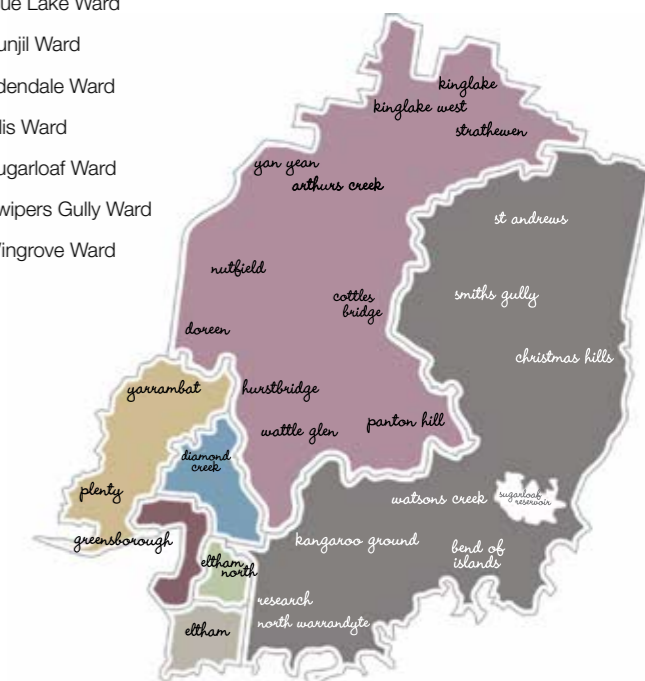 ue Lake Ward
unjil Ward
dendale Ward
lis Ward
ugarloaf Ward
wipers Gully Ward
ingrove Ward
kinglake
kinglake west
strathewen
yan yean
arthurs creek
st andrews
nutfield
smiths gully
cottles
bridge
doreen
christmas hills
yarrambat
hurstbridge
panton hill
wattle glen
diamond
creek
plenty
watsons creek
sugarloaf
reservoir
greensborough
kangaroo ground
bend of
islands
eltham
north
research
north warrandyte
eltham